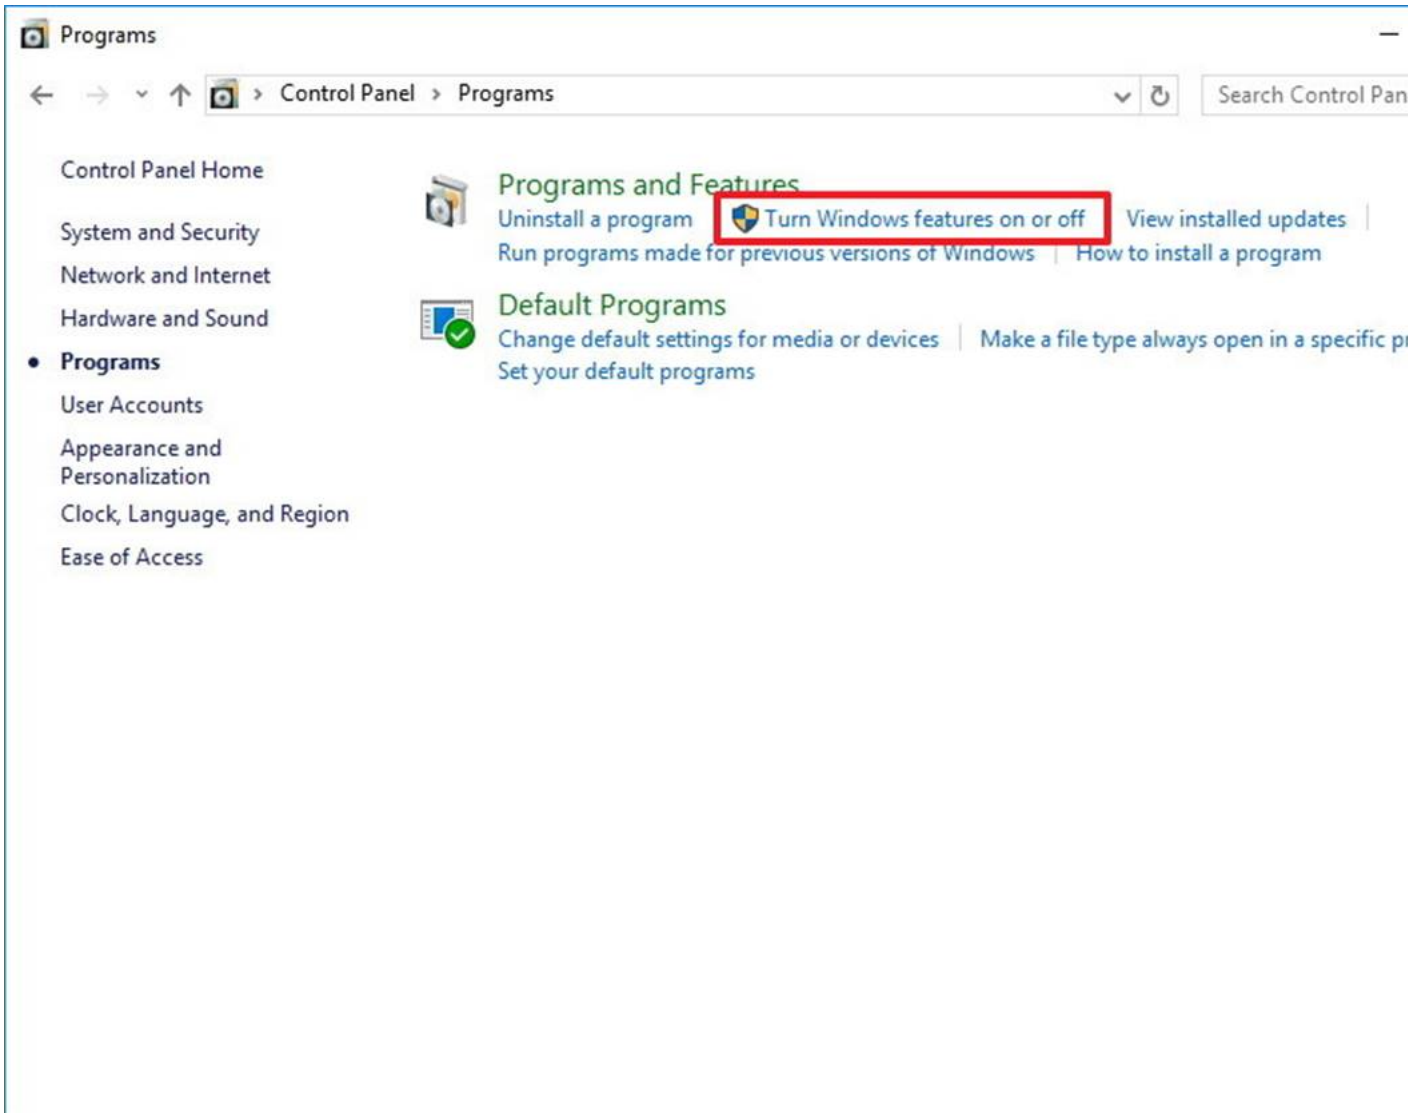 Programs
Control Panel > Programs
Search Control Pan
Control Panel Home
System and Security
Network and Internet
Hardware and Sound
Programs
User Accounts
Appearance and
Personalization
Clock, Language, and Region
Ease of Access
Programs and Features
Uninstall a program Turn Windows features on or off View installed updates
Run programs made for previous versions of Windows How to install a program
Default Programs
Change default settings for media or devices Make a file type always open in a specific pr
Set your default programs